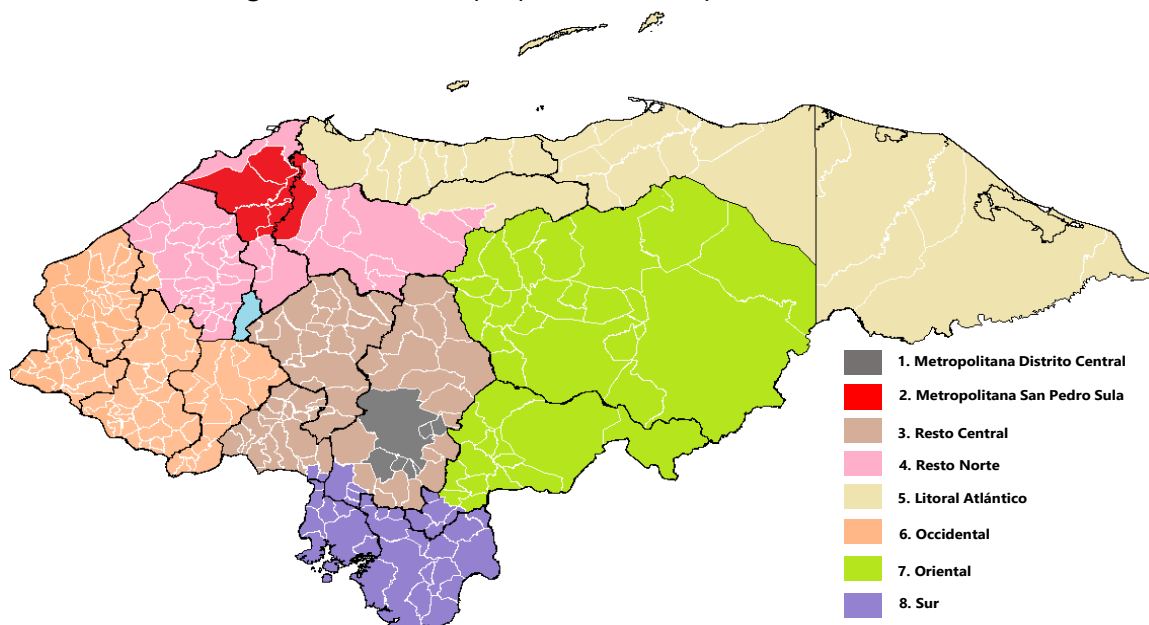 1. Metropolitana Distrito Central
2. Metropolitana San Pedro Sula
3. Resto Central
4. Resto Norte
5. Litoral Atlántico
6. Occidental
7. Oriental
8. Sur